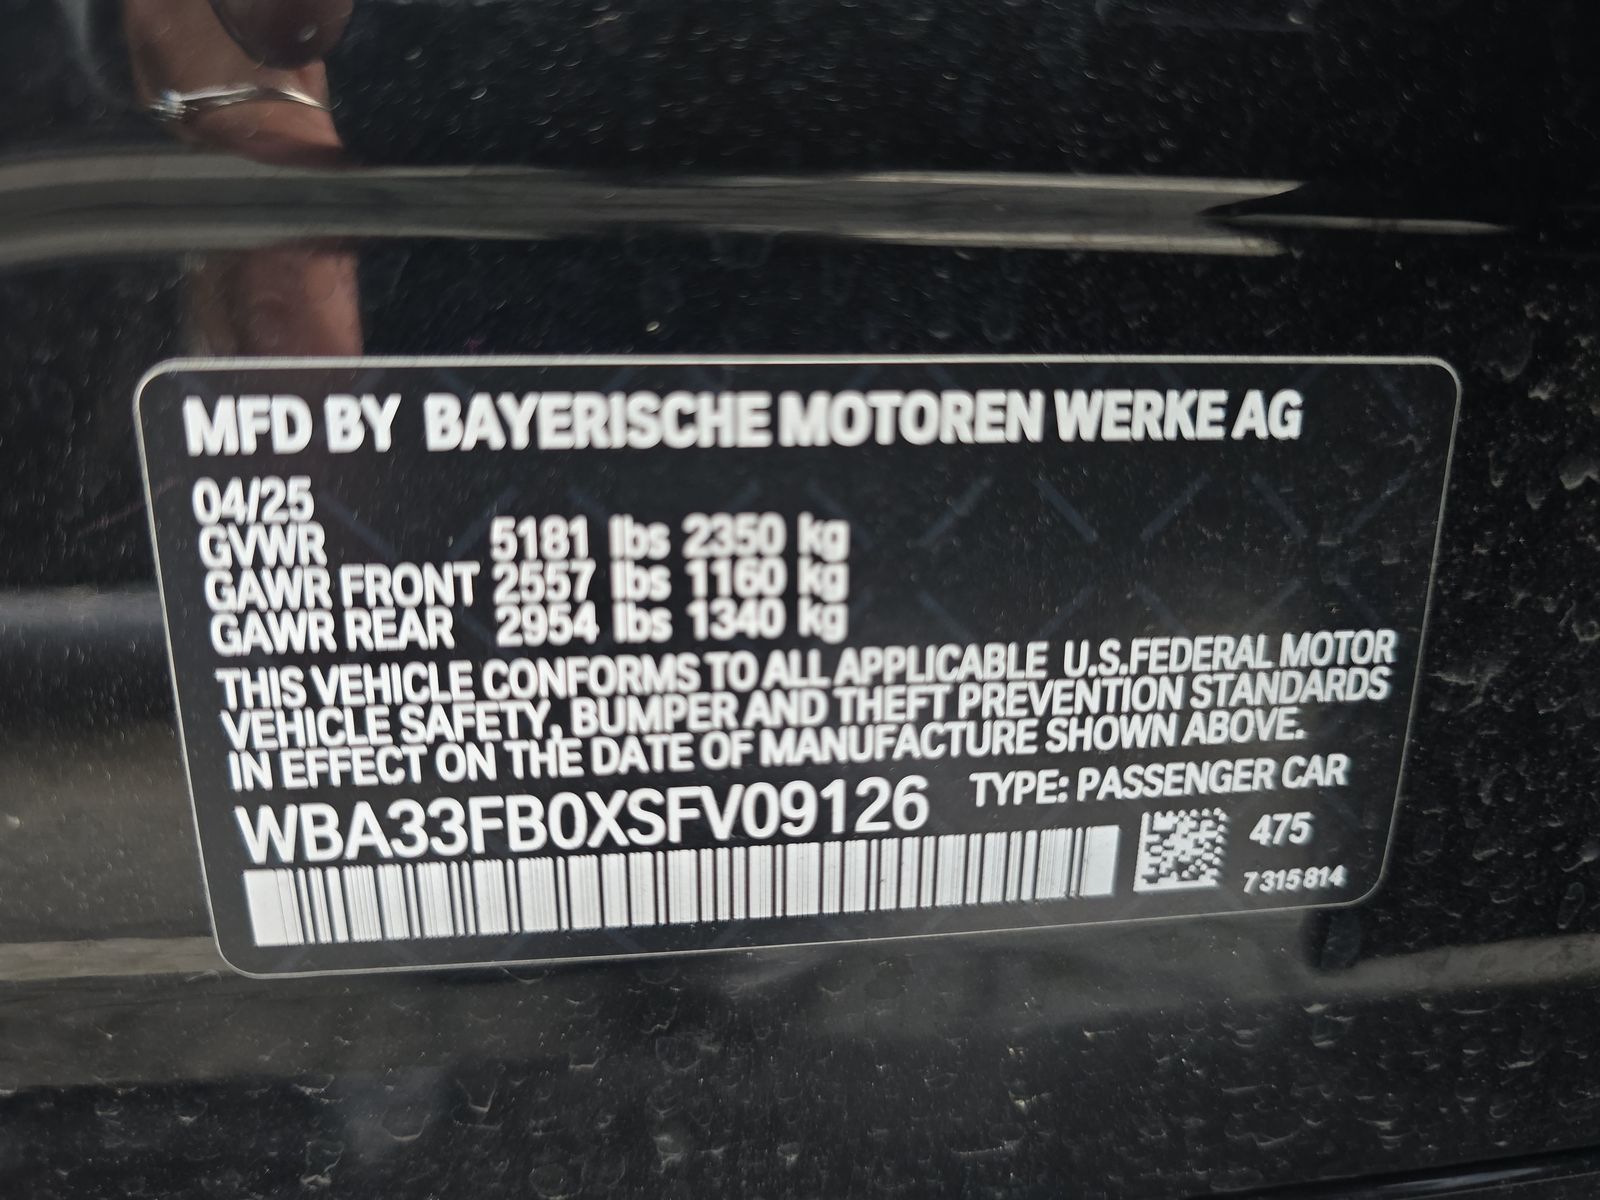 MFD BY BAYERISCHE MOTOREN WERKE AG
04/25
GVWR 5181 lbs 2350 kg
GAWR FRONT 2557 lbs 1160 kg
GAWR REAR 2954 lbs 1340 kg
THIS VEHICLE CONFORMS TO ALL APPLICABLE U.S.FEDERAL MOTOR
VEHICLE SAFETY, BUMPER AND THEFT PREVENTION STANDARDS
IN EFFECT ON THE DATE OF MANUFACTURE SHOWN ABOVE.
WBA33FB0XSFV09126 TYPE: PASSENGER CAR
475
7 315 814